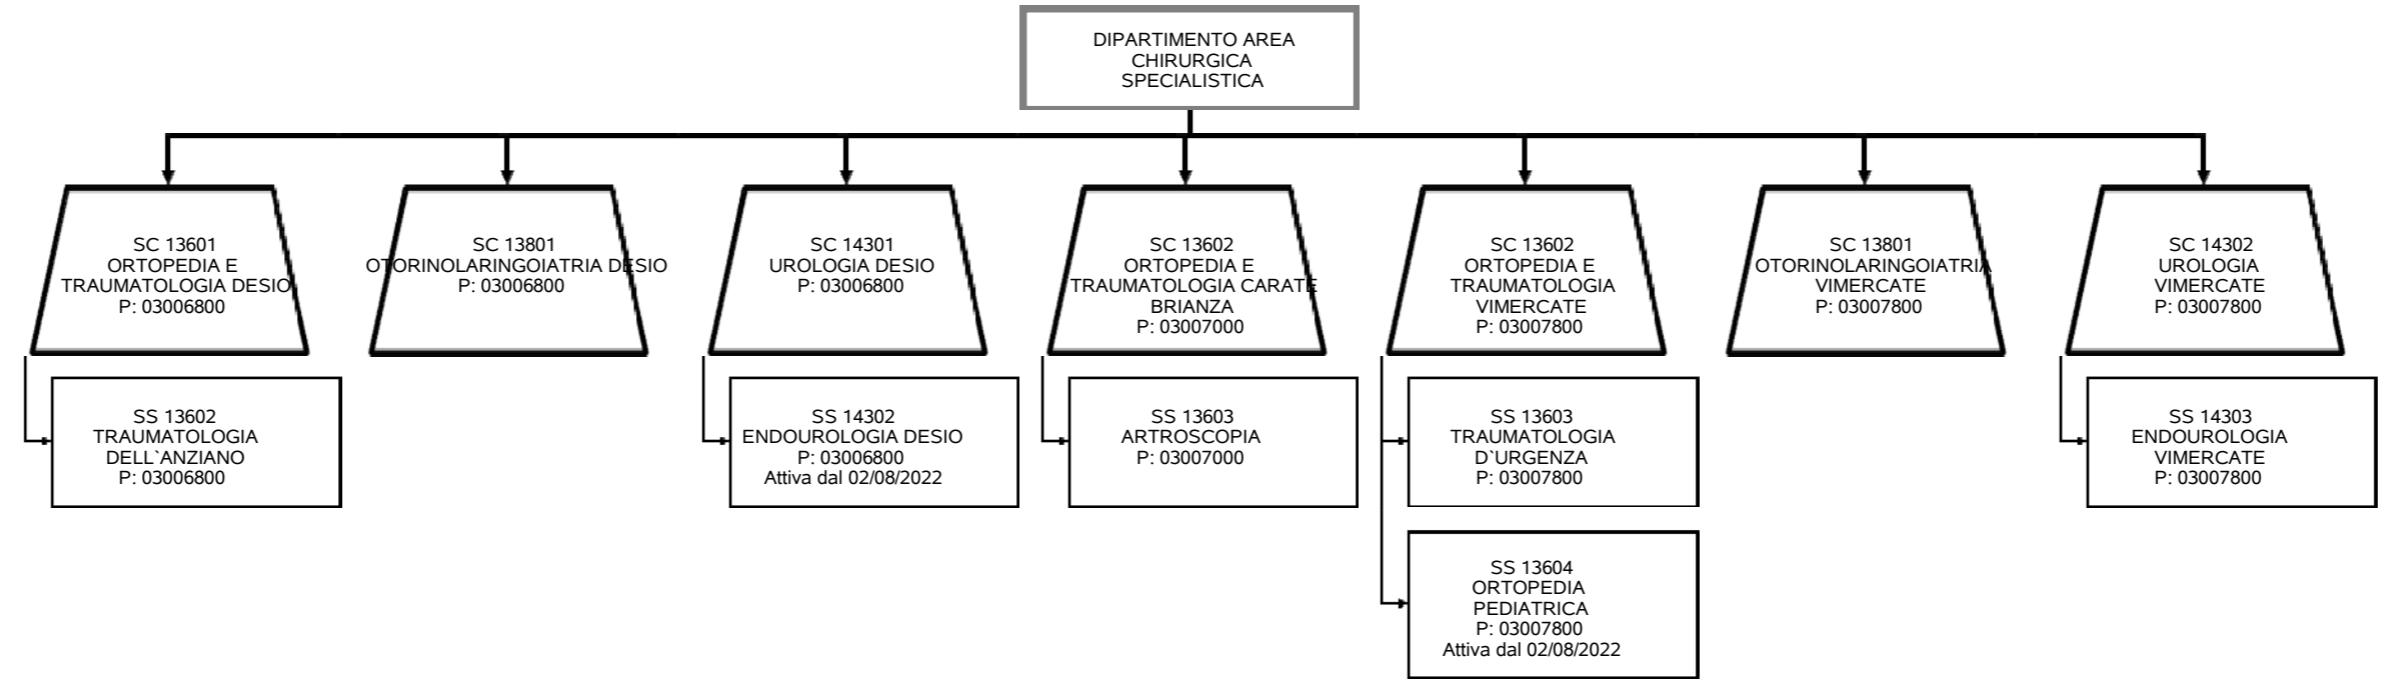 DIPARTIMENTO AREA
CHIRURGICA
SPECIALISTICA
SC 13601
ORTOPEDIA E
TRAUMATOLOGIA DESIO
P: 03006800
SC 13801
OTORINOLARINGOIATRIA DESIO
P: 03006800
SC 14301
UROLOGIA DESIO
P: 03006800
SC 13602
ORTOPEDIA E
TRAUMATOLOGIA CARATE
BRIANZA
P: 03007000
SC 13602
ORTOPEDIA E
TRAUMATOLOGIA
VIMERCATE
P: 03007800
SC 13801
OTORINOLARINGOIATRIA
VIMERCATE
P: 03007800
SC 14302
UROLOGIA
VIMERCATE
P: 03007800
SS 13602
TRAUMATOLOGIA
DELL`ANZIANO
P: 03006800
SS 14302
ENDOUROLOGIA DESIO
P: 03006800
Attiva dal 02/08/2022
SS 13603
ARTROSCOPIA
P: 03007000
SS 13603
TRAUMATOLOGIA
D`URGENZA
P: 03007800
SS 14303
ENDOUROLOGIA
VIMERCATE
P: 03007800
SS 13604
ORTOPEDIA
PEDIATRICA
P: 03007800
Attiva dal 02/08/2022